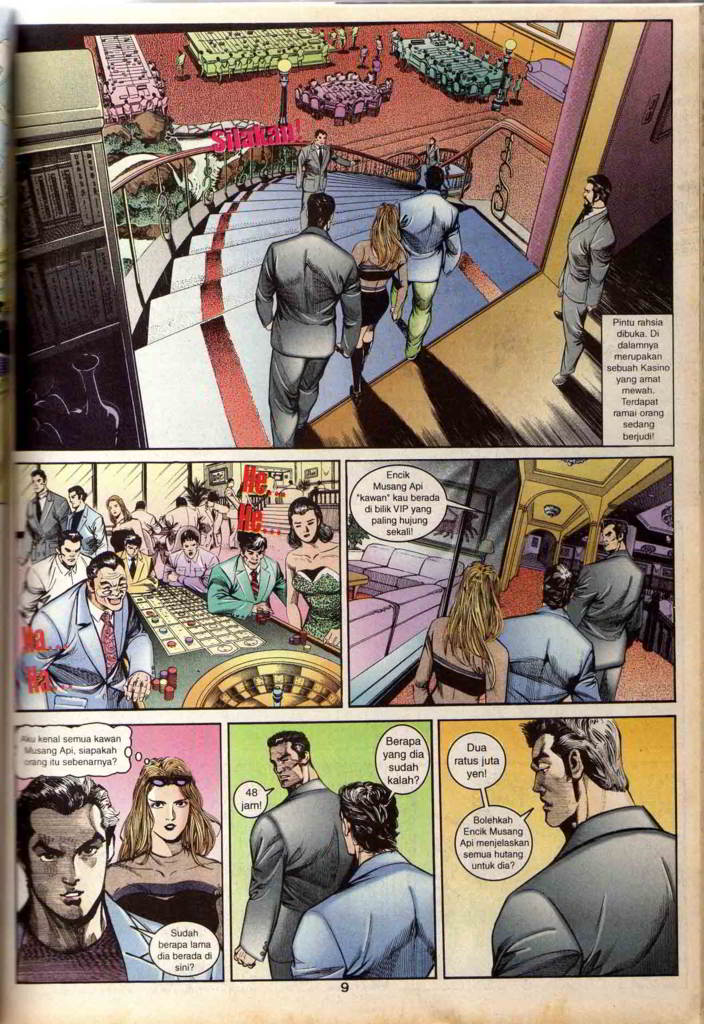 Silakan!
Pintu rahsia
dibuka. Di
dalamnya
merupakan
sebuah Kasino
yang amat
mewah.
Terdapat
ramai orang
sedang
berjudi!
He...
He...
Ha...
Ha...
Encik
Musang Api
"kawan" kau berada
di bilik VIP yang
paling hujung
sekali!
Aku kenal semua kawan
Musang Api, siapakah
orang itu sebenarnya?
Sudah
berapa lama
dia berada di
sini?
48
jam!
Berapa
yang dia
sudah
kalah?
Dua
ratus juta
yen!
Bolehkah
Encik Musang
Api menjelaskan
semua hutang
untuk dia?
9